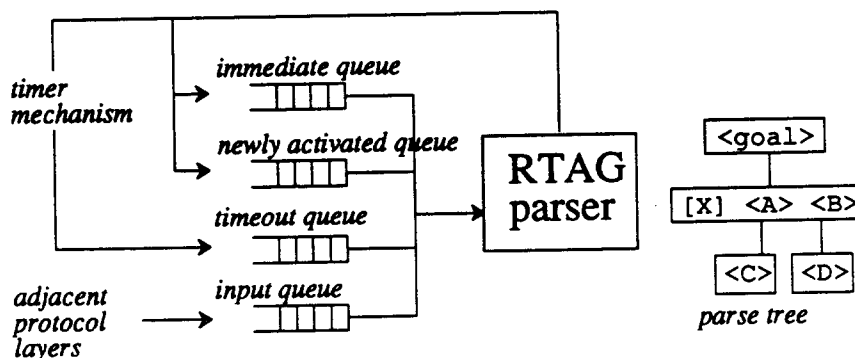 immediate queue
timer
mechanism
newly activated queue
RTAG
parser
<goal>
[X] <A> <B>
timeout queue
<C> <D>
input queue
adjacent
protocol
layers
parse tree